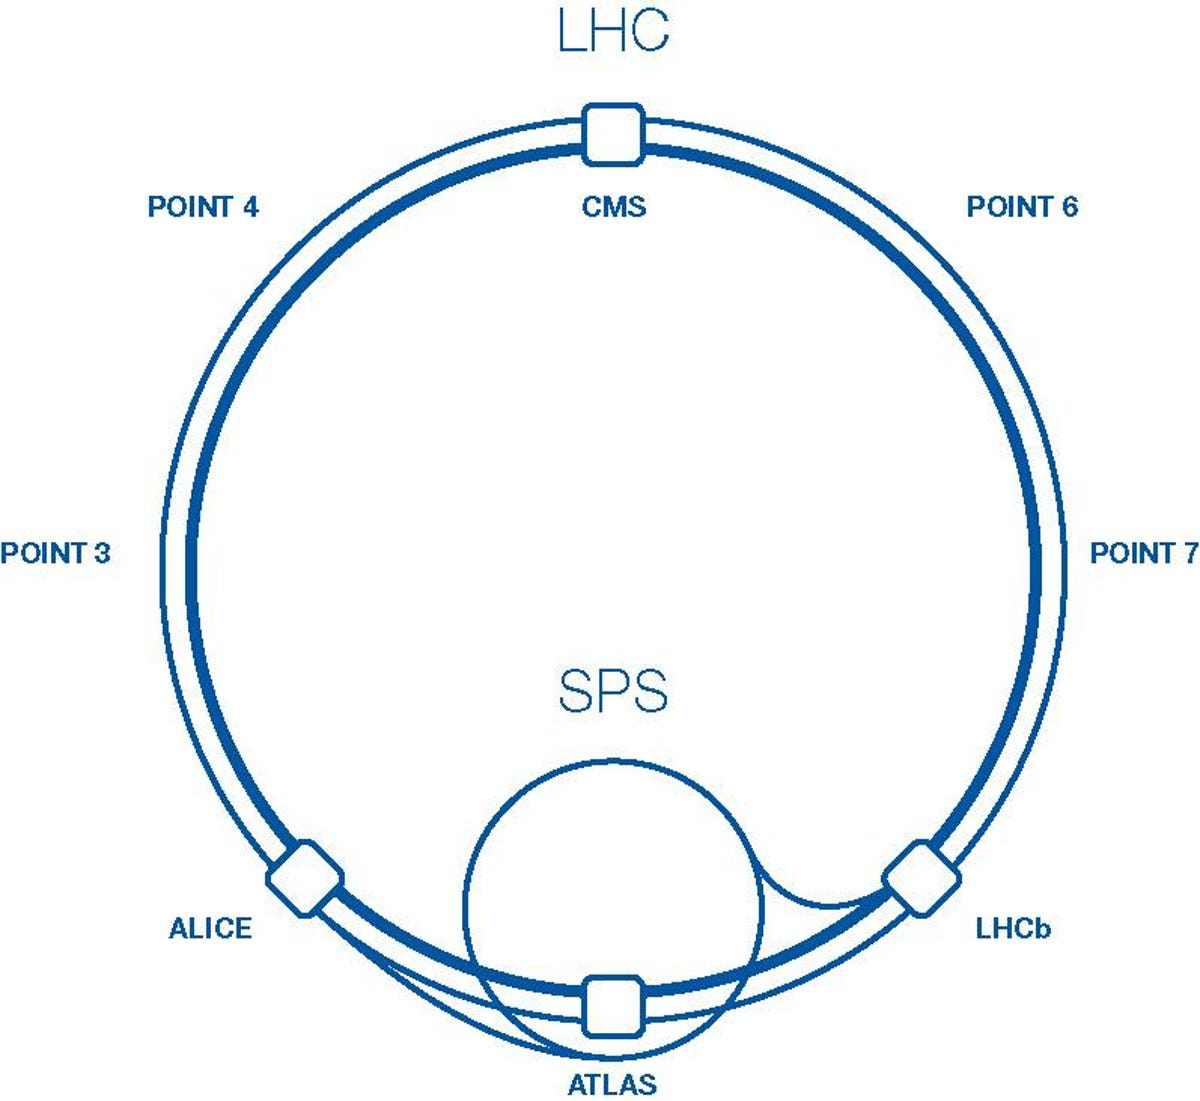 LHC
POINT 4
CMS
POINT 6
POINT 3
POINT 7
SPS
ALICE
LHCb
ATLAS